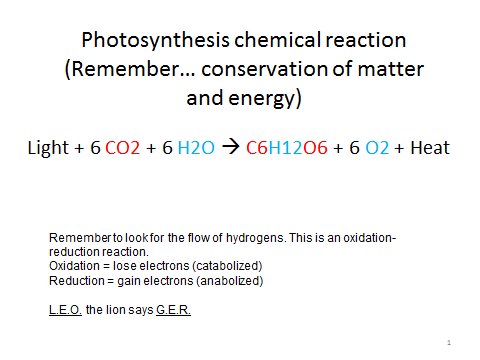 Photosynthesis chemical reaction
(Remember… conservation of matter
and energy)
Light + 6 CO2 + 6 H2O → C6H12O6 + 6 O2 + Heat
Remember to look for the flow of hydrogens. This is an oxidation-
reduction reaction.
Oxidation = lose electrons (catabolized)
Reduction = gain electrons (anabolized)
L.E.O. the lion says G.E.R.
1